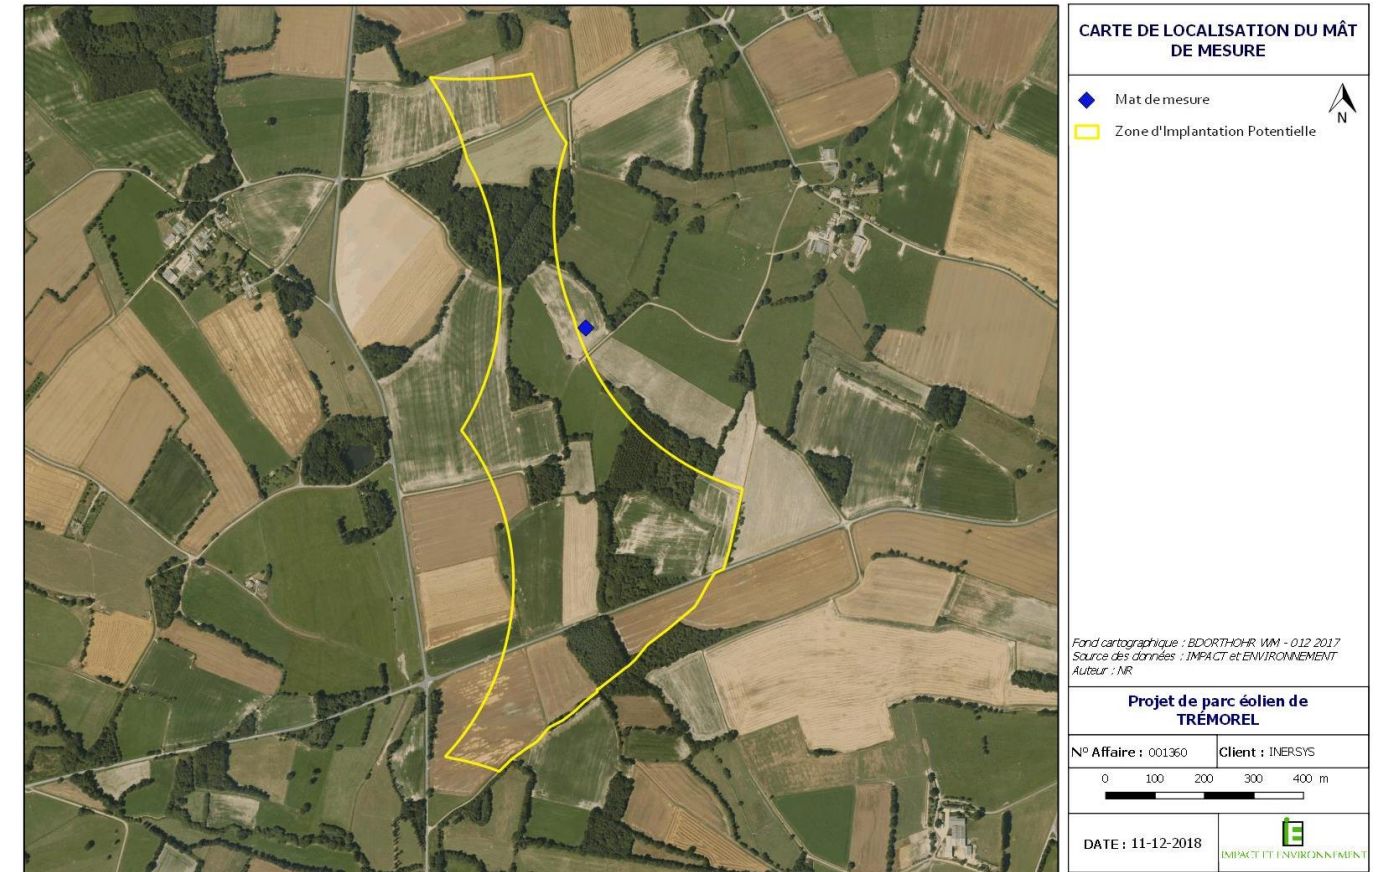 CARTE DE LOCALISATION DU MÂT
DE MESURE
Mat de mesure
N
Zone d'Implantation Potentielle
Fond cartographique : BDORTHOHR WM - 012 2017
Source des données : IMPACT et ENVIRONNEMENT
Auteur : NR
Projet de parc éolien de
TRÉMOREL
Nº Affaire : 001360 Client : INERSYS
0 100 200 300 400 m
DATE : 11-12-2018
IMPACT ET ENVIRONNEMENT